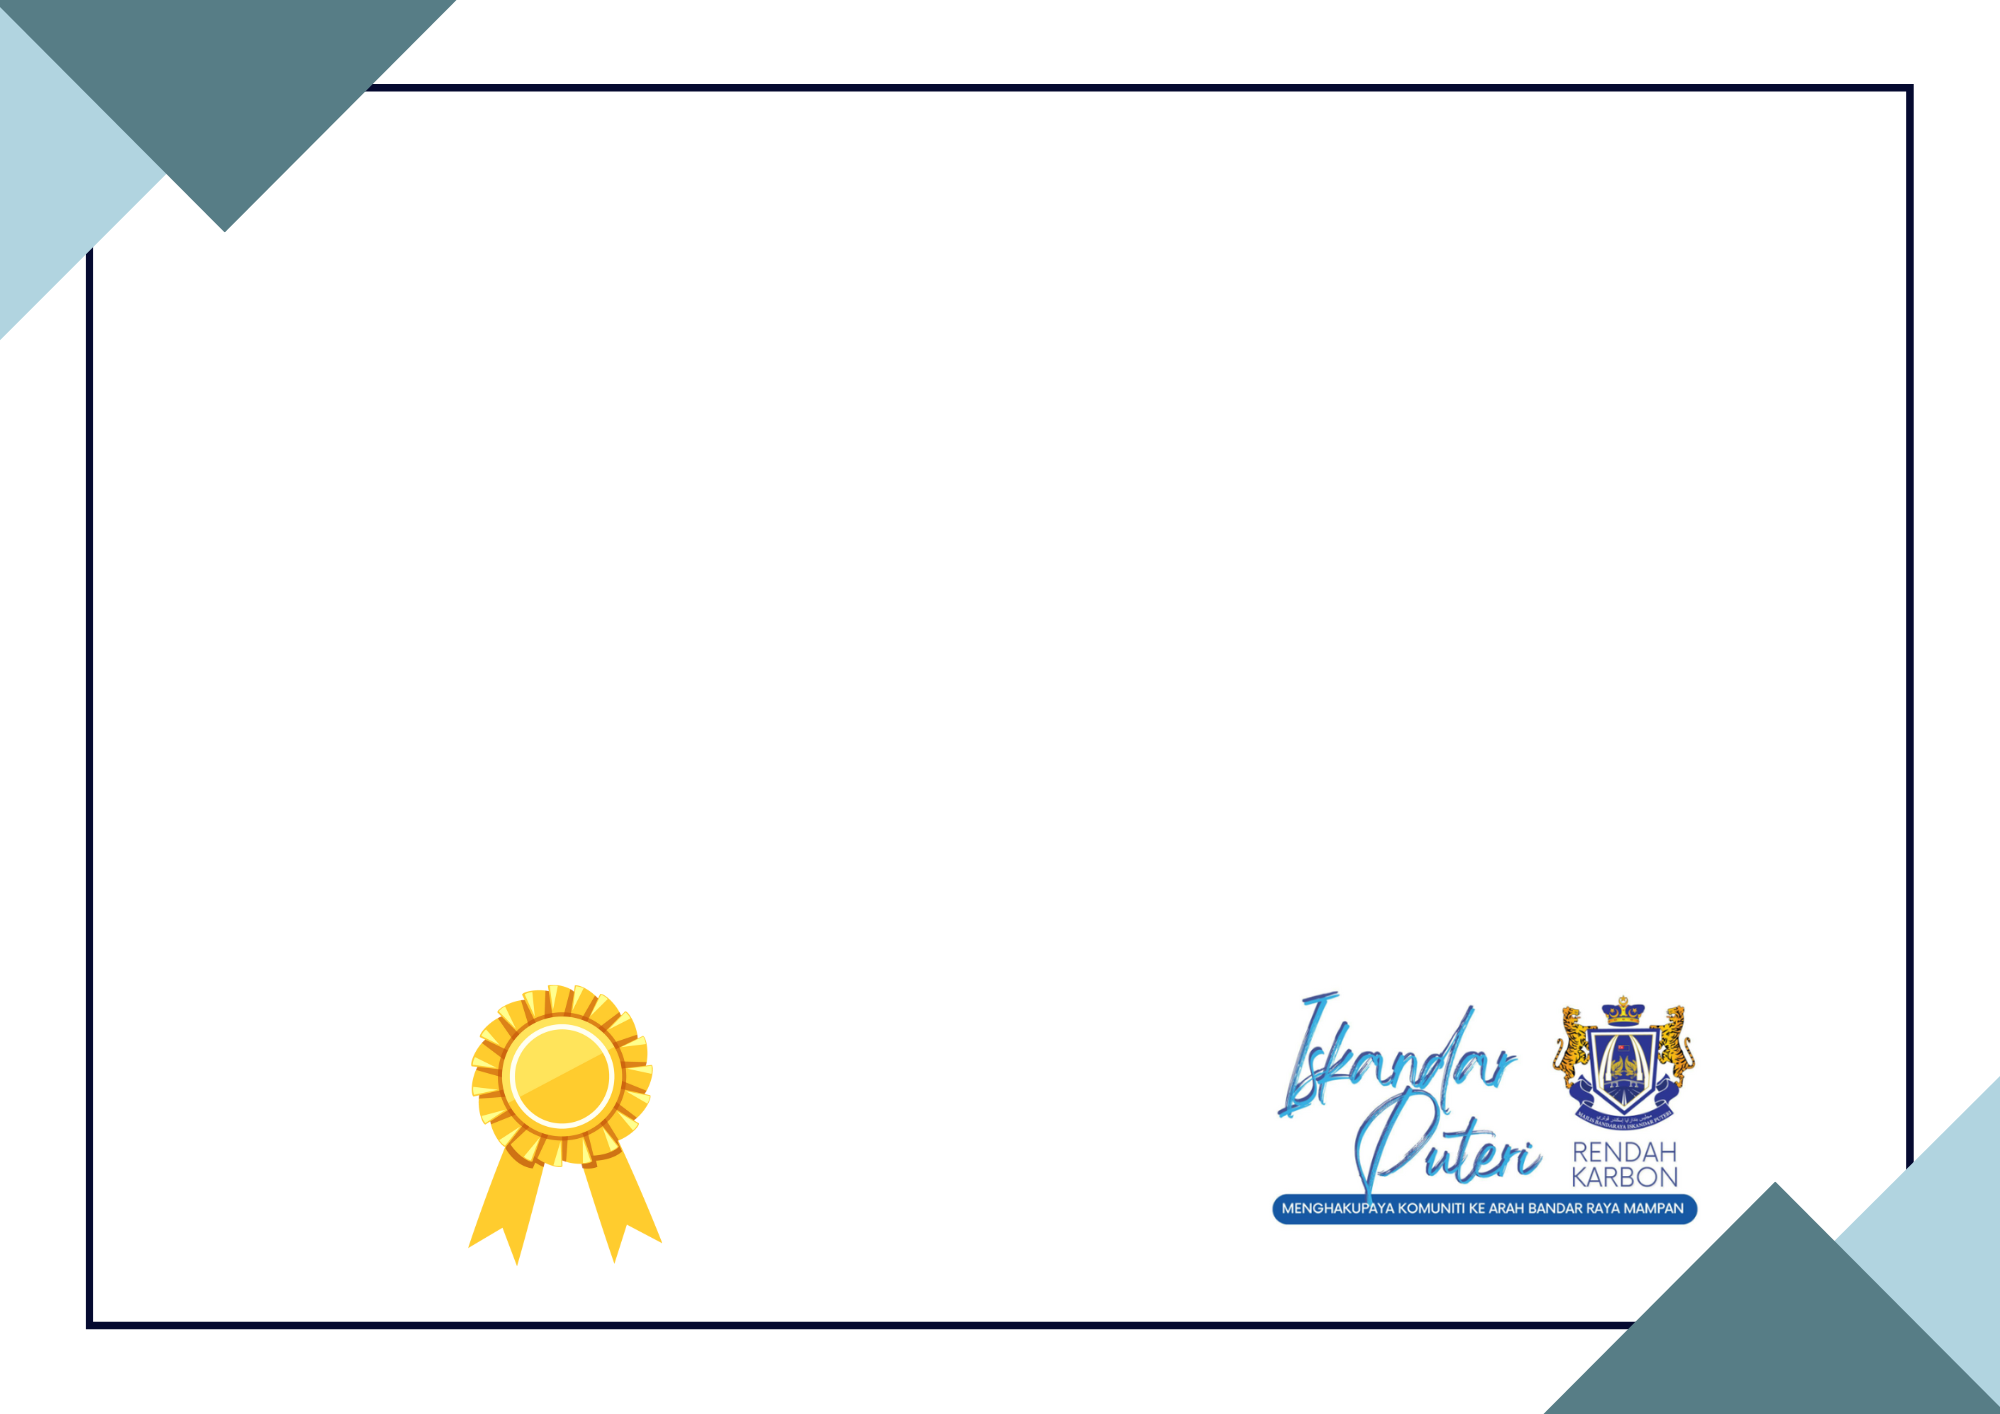 Iskandar
Puteri
MAJLIS BANDARAYA ISKANDAR PUTERI
RENDAH
KARBON
MENGHAKUPAYA KOMUNITI KE ARAH BANDAR RAYA MAMPAN